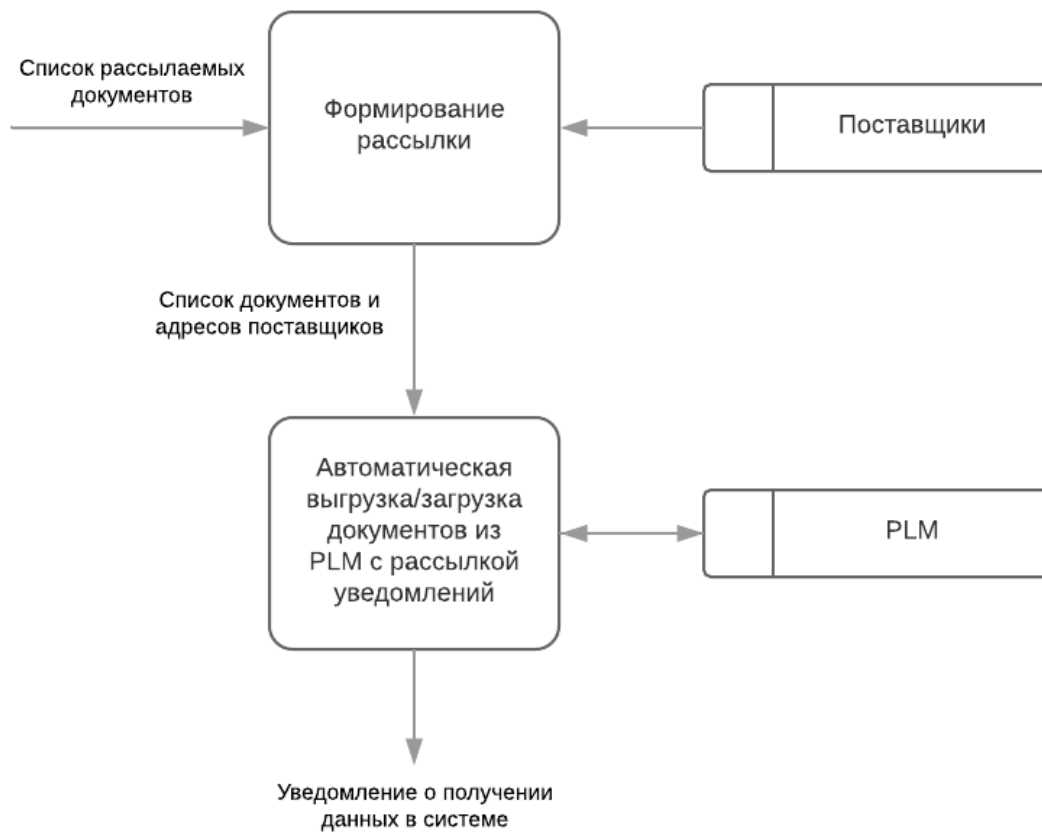 Список рассылаемых
документов
Формирование
рассылки
Поставщики
Список документов и
адресов поставщиков
Автоматическая
выгрузка/загрузка
документов из
PLM с рассылкой
уведомлений
PLM
Уведомление о получении
данных в системе